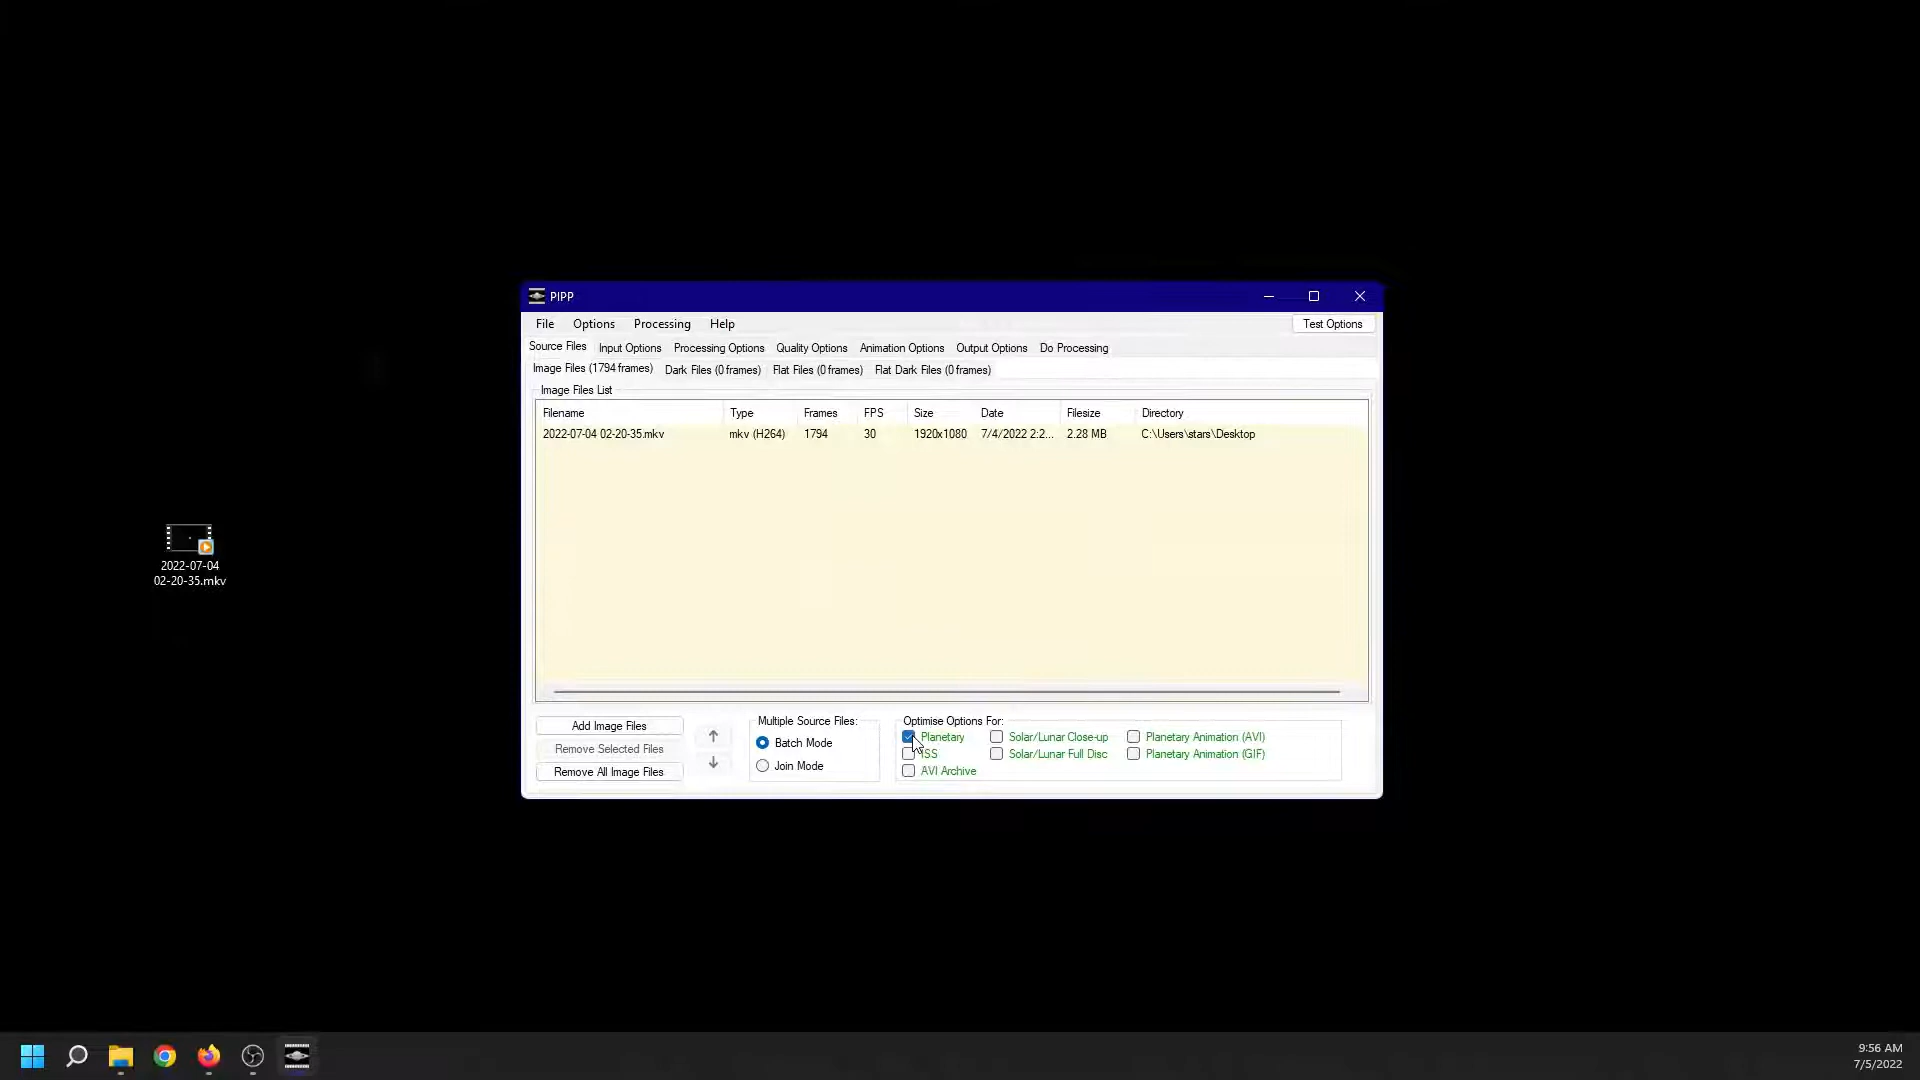 PIPP
File Options Processing Help Test Options
Source Files Input Options Processing Options Quality Options Animation Options Output Options Do Processing
Image Files (1794 frames) Dark Files (0 frames) Flat Files (0 frames) Flat Dark Files (0 frames)
Image Files List
Filename Type Frames FPS Size Date Filesize Directory
2022-07-04 02-20-35.mkv mkv (H264) 1794 30 1920x1080 7/4/2022 2:2... 2.28 MB C:\Users\stars\Desktop
2022-07-04
02-20-35.mkv
Add Image Files
Remove Selected Files
Remove All Image Files
Multiple Source Files:
Batch Mode
Join Mode
Optimise Options For:
Planetary Solar/Lunar Close-up Planetary Animation (AVI)
ISS Solar/Lunar Full Disc Planetary Animation (GIF)
AVI Archive
9:56 AM
7/5/2022